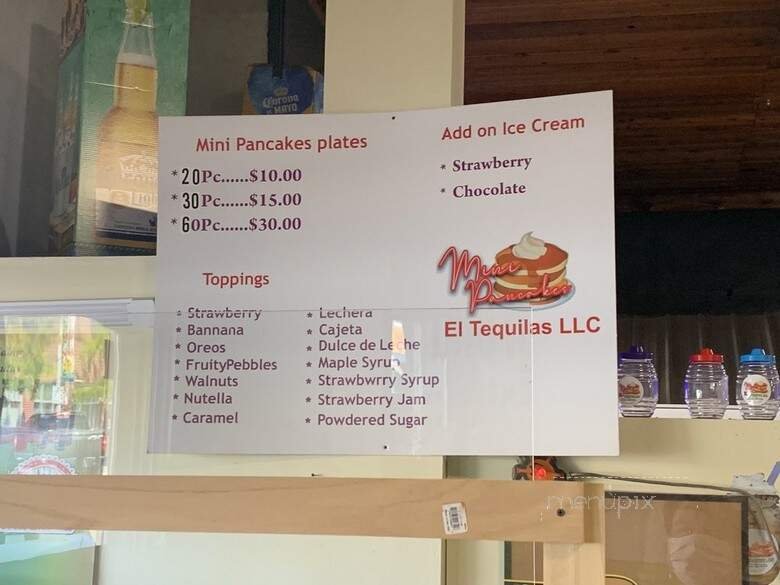 Corona
de MAYO
Mini Pancakes plates
* 20Pc......$10.00
* 30Pc......$15.00
* 60Pc......$30.00
Add on Ice Cream
* Strawberry
* Chocolate
Mini
Pancakes
El Tequilas LLC
Toppings
* Strawberry
* Bannana
* Oreos
* FruityPebbles
* Walnuts
* Nutella
* Caramel
* Lechera
* Cajeta
* Dulce de Leche
* Maple Syrup
* Strawbwrry Syrup
* Strawberry Jam
* Powdered Sugar
menupix